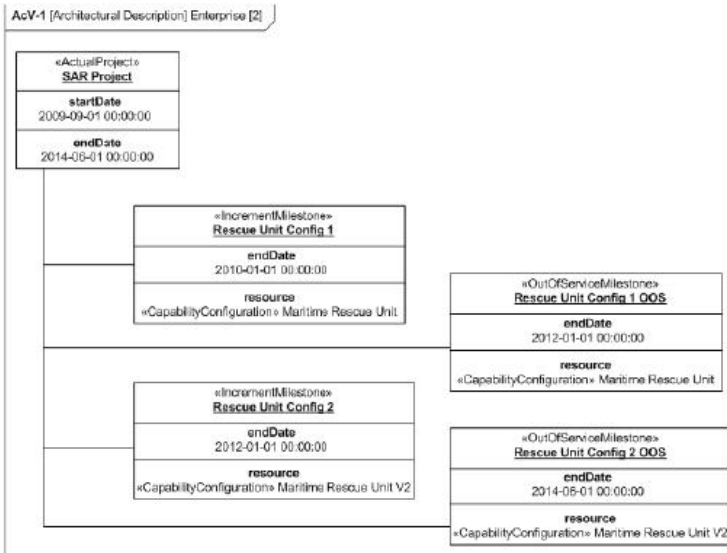 AcV-1 [Architectural Description] Enterprise [2]
«ActualProject»
SAR Project
startDate
2009-09-01 00:00:00
endDate
2014-06-01 00:00:00
«IncrementMilestone»
Rescue Unit Config 1
endDate
2010-01-01 00:00:00
resource
«CapabilityConfiguration» Maritime Rescue Unit
«OutOfServiceMilestone»
Rescue Unit Config 1 OOS
endDate
2012-01-01 00:00:00
resource
«CapabilityConfiguration» Maritime Rescue Unit
«IncrementMilestone»
Rescue Unit Config 2
endDate
2012-01-01 00:00:00
resource
«CapabilityConfiguration» Maritime Rescue Unit V2
«OutOfServiceMilestone»
Rescue Unit Config 2 OOS
endDate
2014-06-01 00:00:00
resource
«CapabilityConfiguration» Maritime Rescue Unit V2